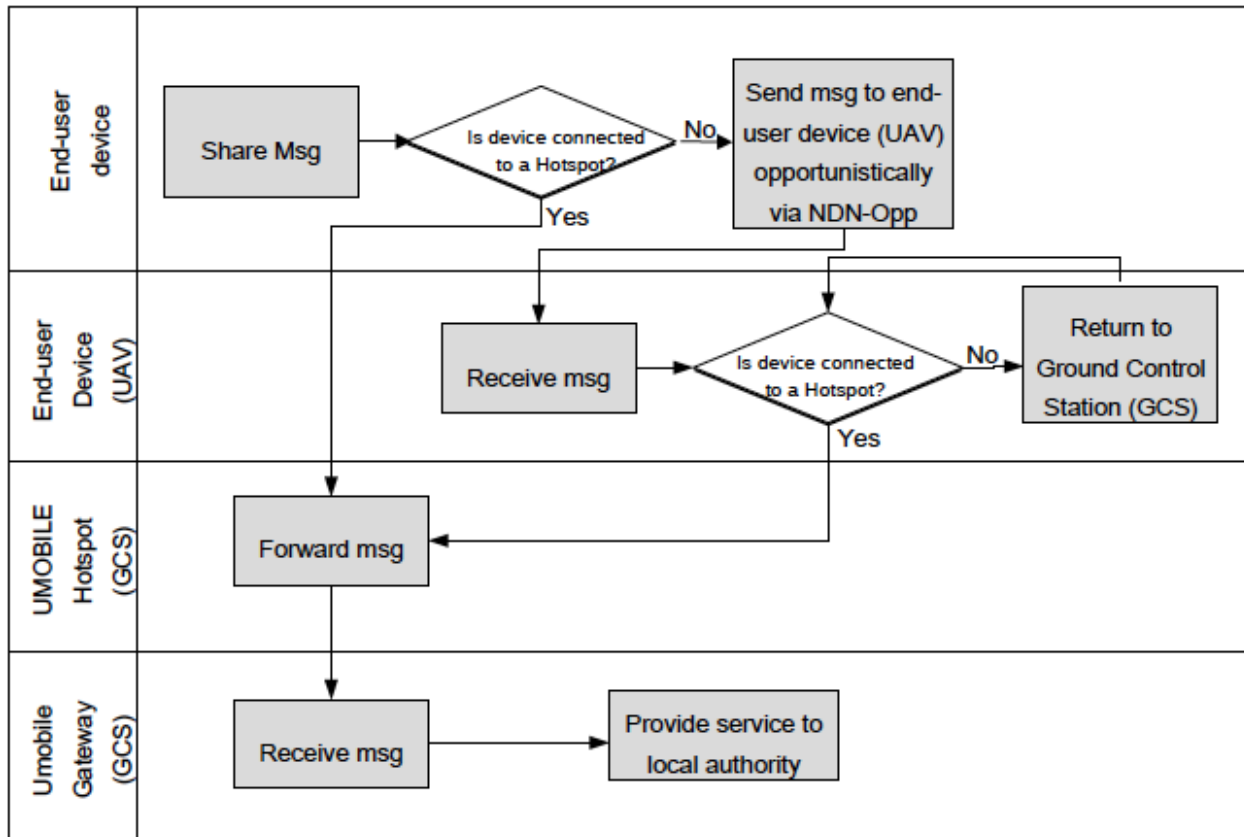 End-user
device
Share Msg
Is device connected
to a Hotspot?
No
Yes
Send msg to end-
user device (UAV)
opportunistically
via NDN-Opp
End-user
Device
(UAV)
Receive msg
Is device connected
to a Hotspot?
No
Yes
Return to
Ground Control
Station (GCS)
UMOBILE
Hotspot
(GCS)
Forward msg
Umobile
Gateway
(GCS)
Receive msg
Provide service to
local authority